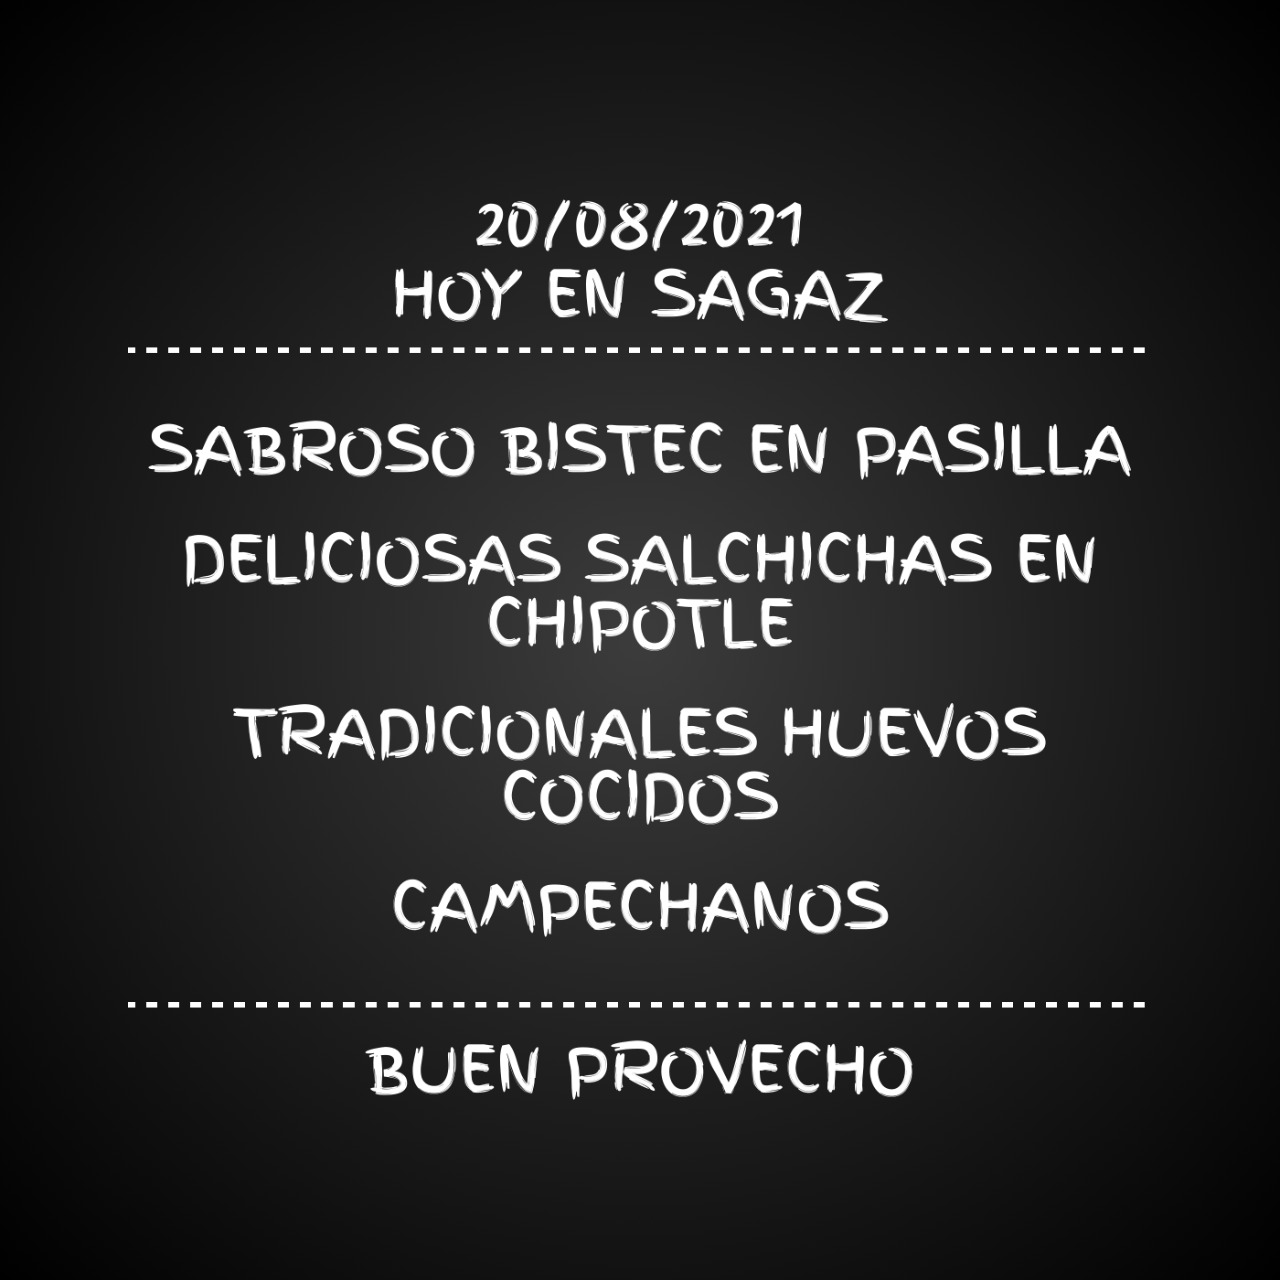 20/08/2021
HOY EN SAGAZ
SABROSO BISTEC EN PASILLA
DELICIOSAS SALCHICHAS EN
CHIPOTLE
TRADICIONALES HUEVOS
COCIDOS
CAMPECHANOS
BUEN PROVECHO